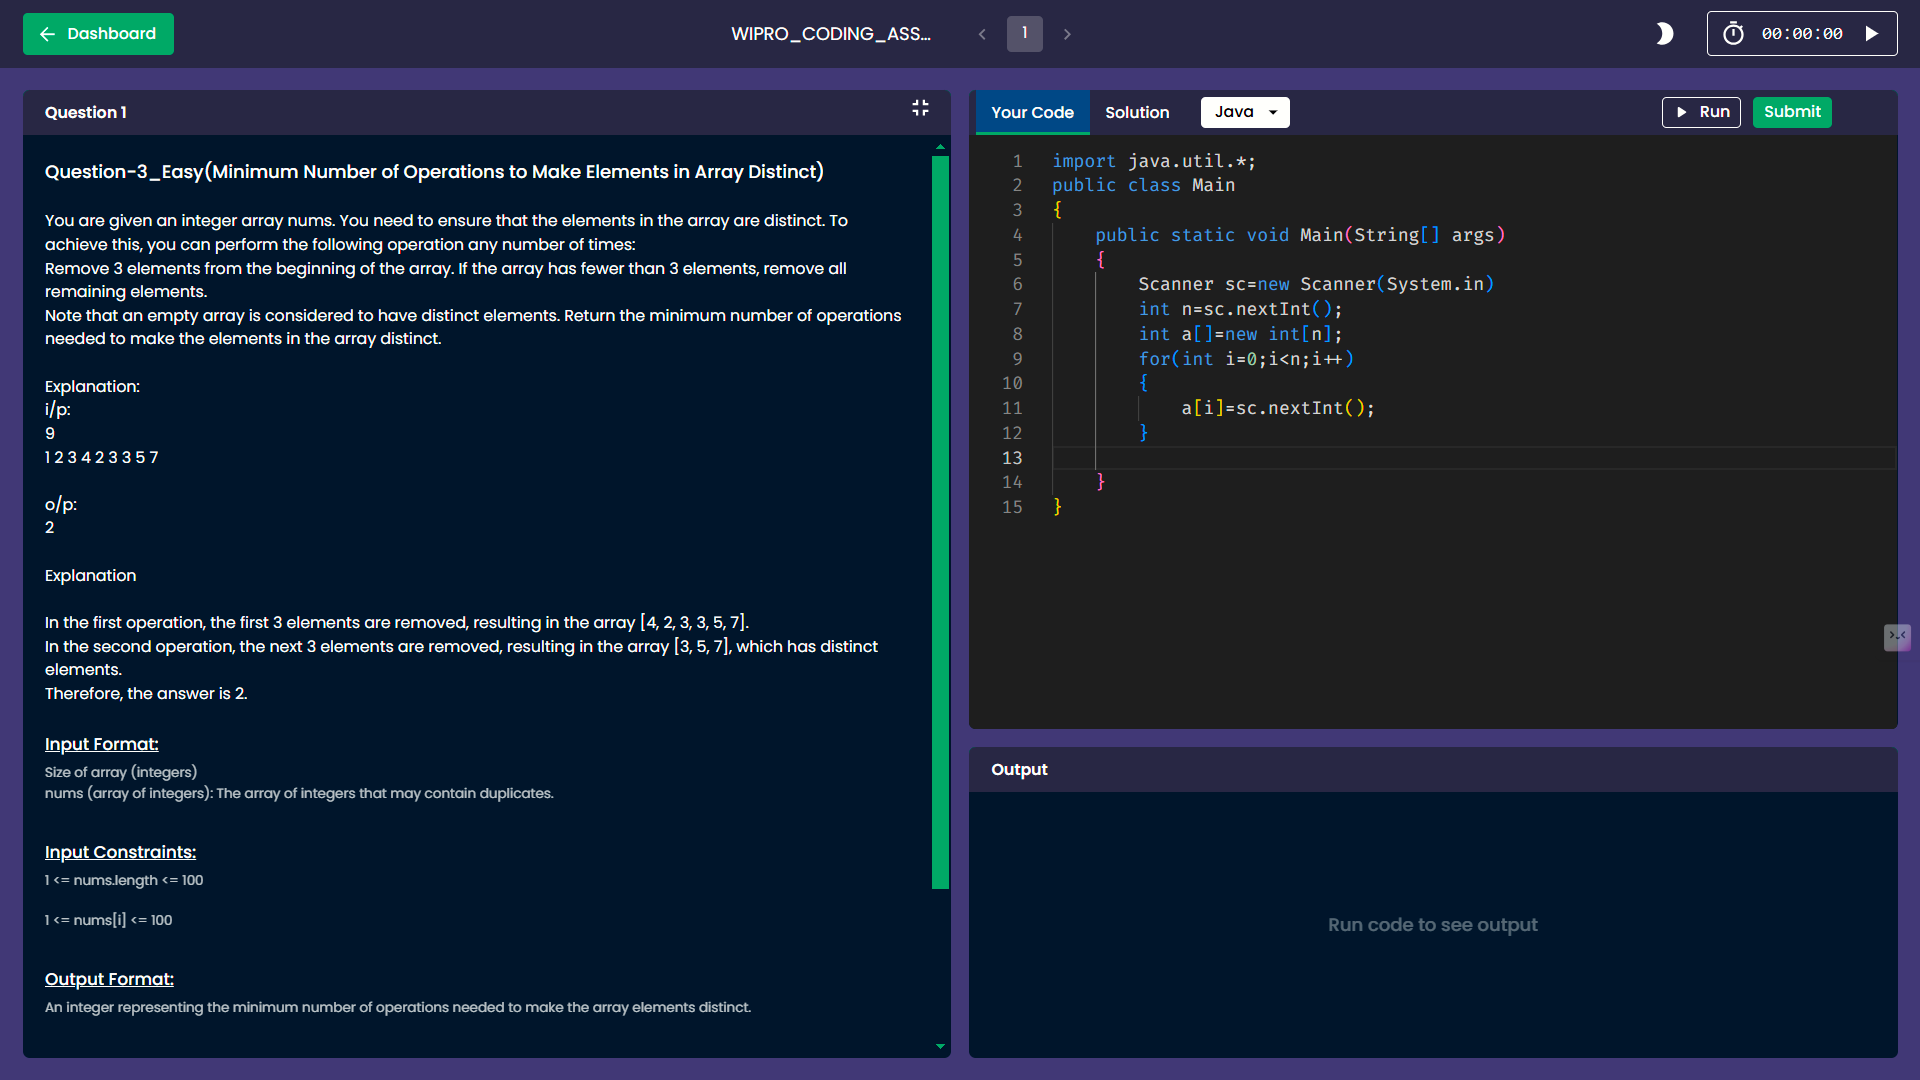 Dashboard
WIPRO_CODING_ASS...
1
00:00:00
Question 1
Question-3_Easy(Minimum Number of Operations to Make Elements in Array Distinct)
You are given an integer array nums. You need to ensure that the elements in the array are distinct. To
achieve this, you can perform the following operation any number of times:
Remove 3 elements from the beginning of the array. If the array has fewer than 3 elements, remove all
remaining elements.
Note that an empty array is considered to have distinct elements. Return the minimum number of operations
needed to make the elements in the array distinct.
Explanation:
i/p:
9
1 2 3 4 2 3 3 5 7
o/p:
2
Explanation
In the first operation, the first 3 elements are removed, resulting in the array [4, 2, 3, 3, 5, 7].
In the second operation, the next 3 elements are removed, resulting in the array [3, 5, 7], which has distinct
elements.
Therefore, the answer is 2.
Input Format:
Size of array (integers)
nums (array of integers): The array of integers that may contain duplicates.
Input Constraints:
1 <= nums.length <= 100
1 <= nums[i] <= 100
Output Format:
An integer representing the minimum number of operations needed to make the array elements distinct.
Your Code
Solution
Java
Run
Submit
1 import java.util.*;
2 public class Main
3 {
4 public static void Main(String[] args)
5 {
6 Scanner sc=new Scanner(System.in)
7 int n=sc.nextInt();
8 int a[]=new int[n];
9 for(int i=0;i<n;i++)
10 {
11 a[i]=sc.nextInt();
12 }
13
14 }
15 }
Output
Run code to see output